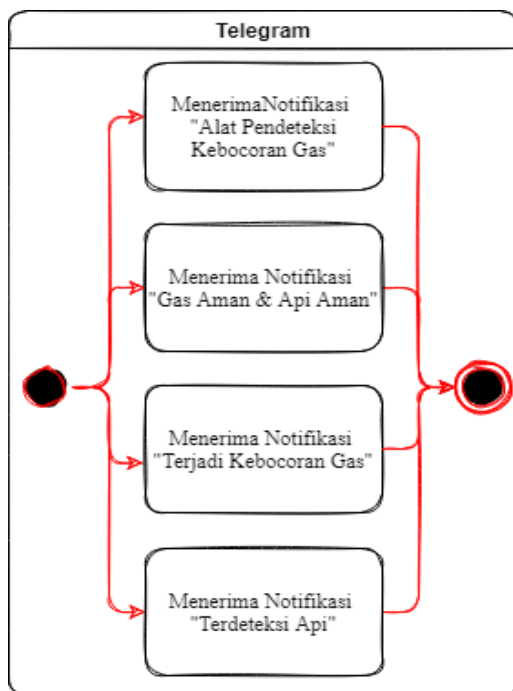 Telegram
MenerimaNotifikasi
"Alat Pendeteksi
Kebocoran Gas"
Menerima Notifikasi
"Gas Aman & Api Aman"
Menerima Notifikasi
"Terjadi Kebocoran Gas"
Menerima Notifikasi
"Terdeteksi Api"